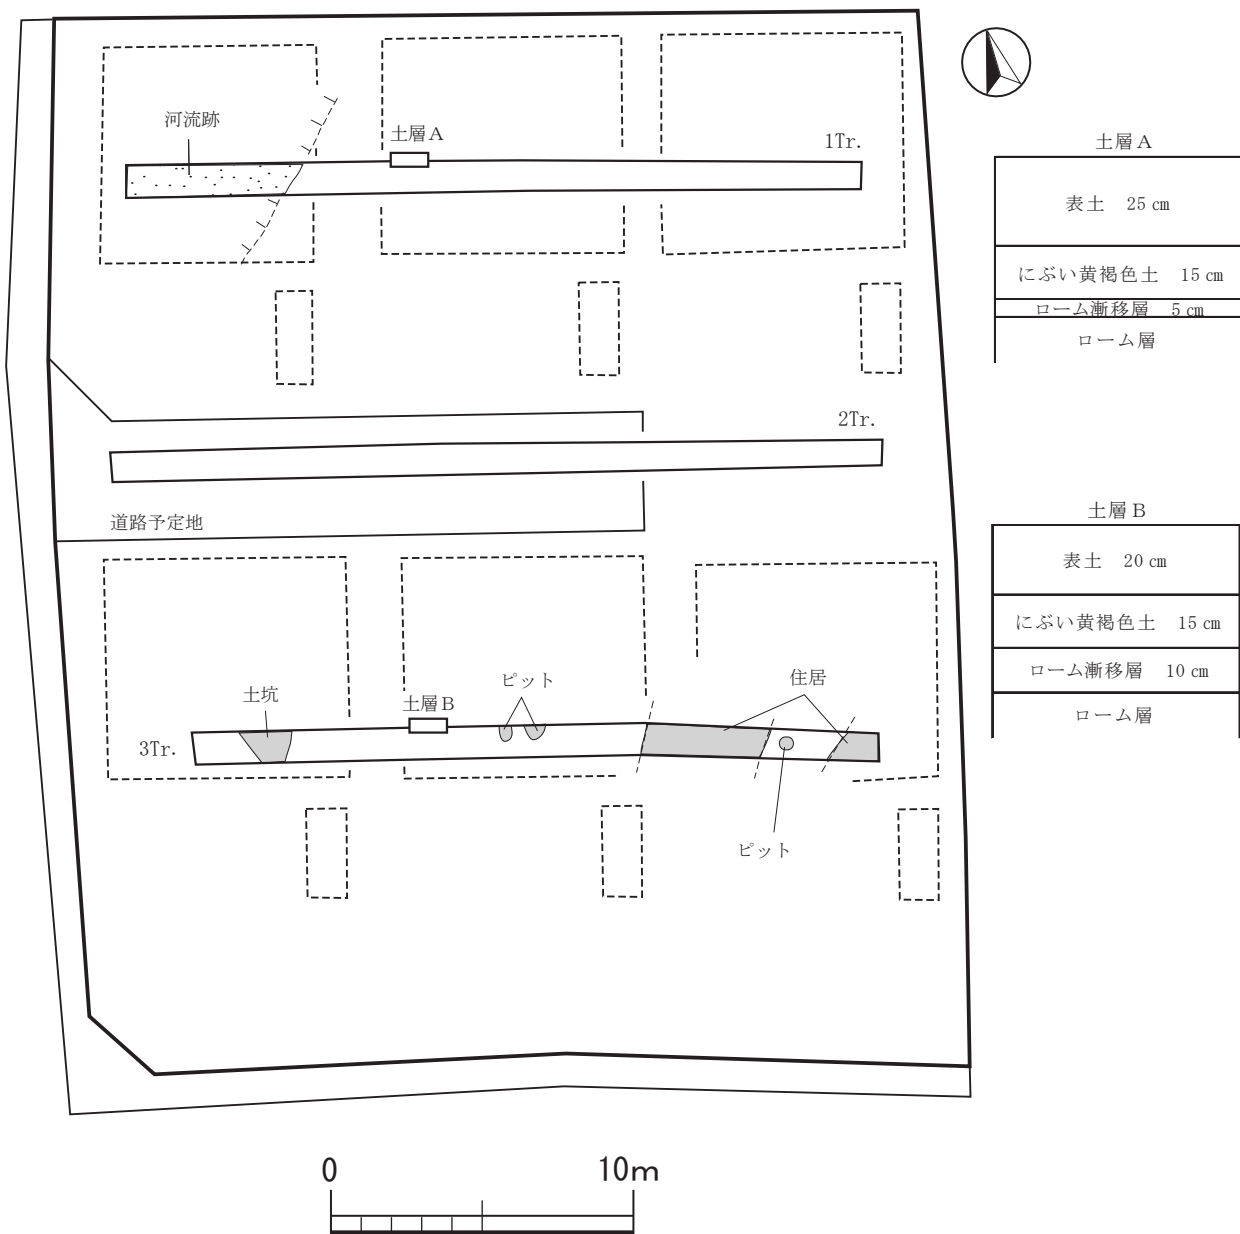 河流跡
土層Ａ
1Tr.
土層Ａ
表土　25 ㎝
にぶい黄褐色土　15 ㎝
ローム漸移層　5 ㎝
ローム層
2Tr.
道路予定地
土層Ｂ
表土　20 ㎝
にぶい黄褐色土　15 ㎝
ローム漸移層　10 ㎝
ローム層
土坑
土層Ｂ
ピット
住居
3Tr.
ピット
0
10m